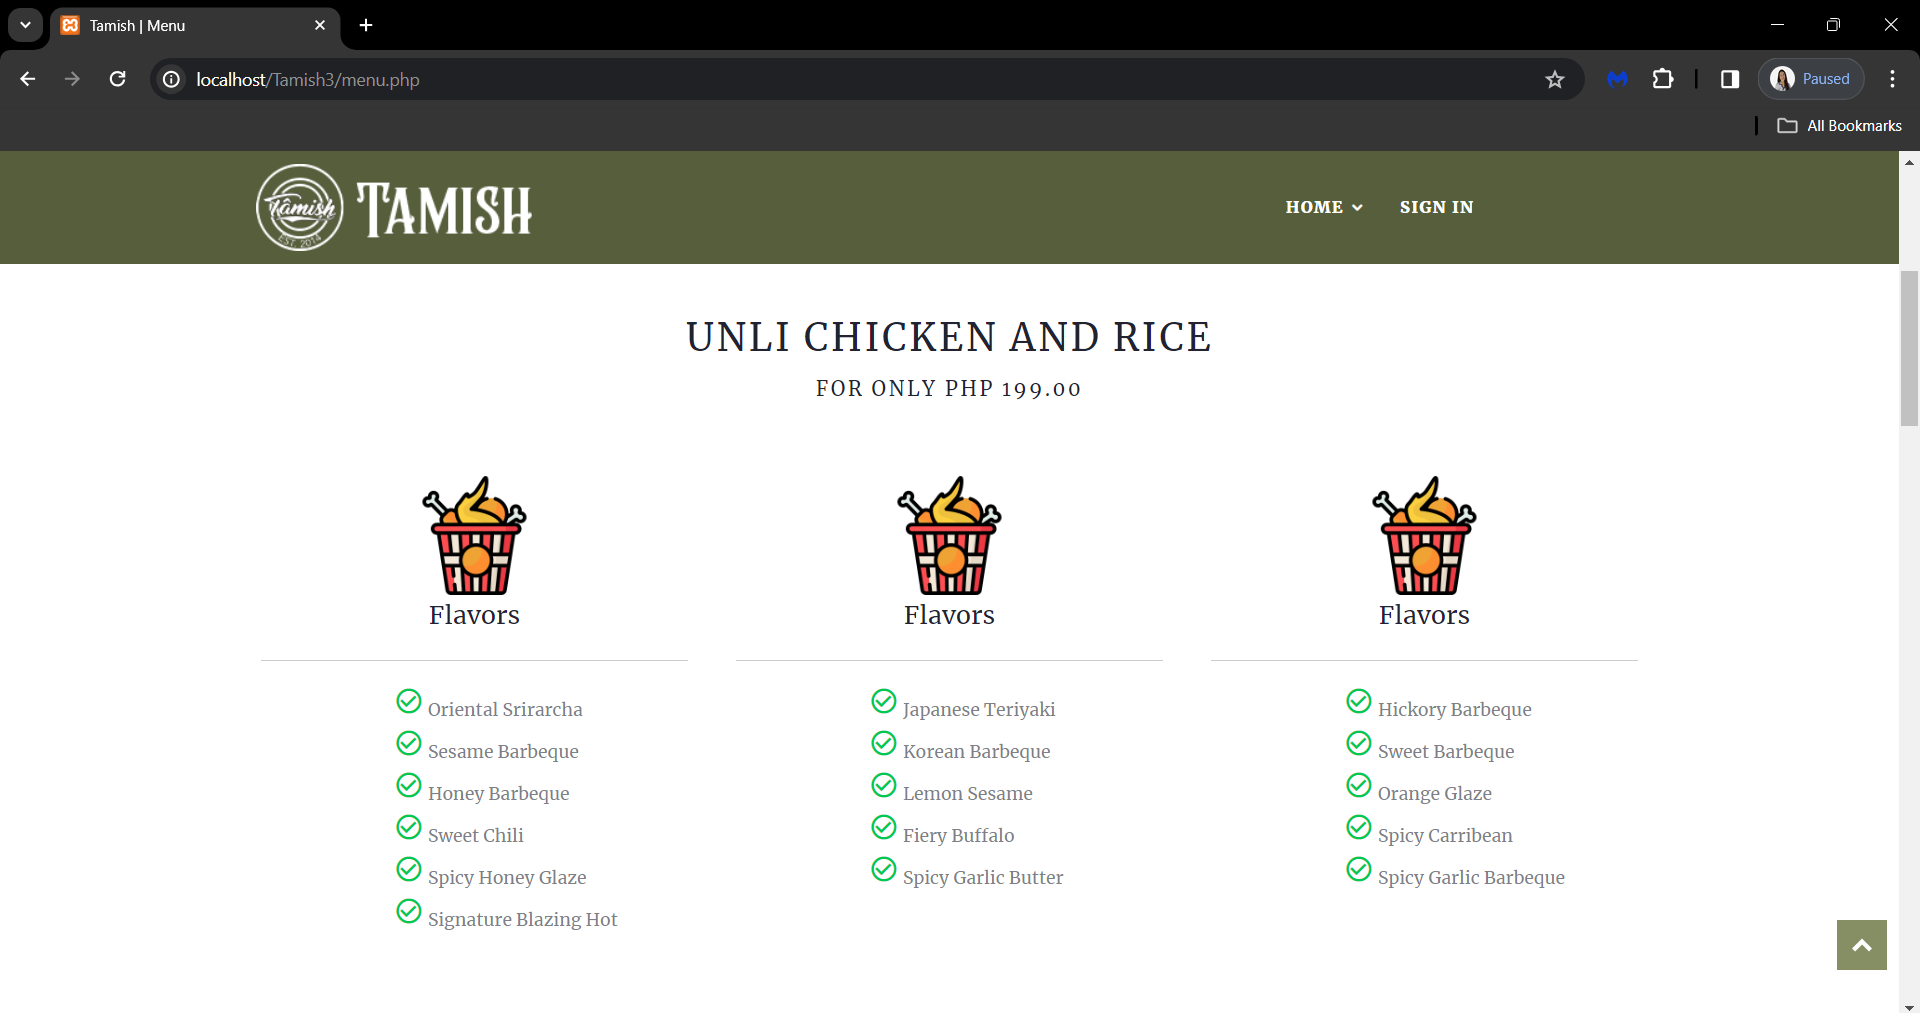 Tamish | Menu
localhost/Tamish3/menu.php
Paused
All Bookmarks
Tâmish
EST. 2014
TAMISH
HOME
SIGN IN
UNLI CHICKEN AND RICE
FOR ONLY PHP 199.00
Flavors
Oriental Srirarcha
Sesame Barbeque
Honey Barbeque
Sweet Chili
Spicy Honey Glaze
Signature Blazing Hot
Flavors
Japanese Teriyaki
Korean Barbeque
Lemon Sesame
Fiery Buffalo
Spicy Garlic Butter
Flavors
Hickory Barbeque
Sweet Barbeque
Orange Glaze
Spicy Carribean
Spicy Garlic Barbeque